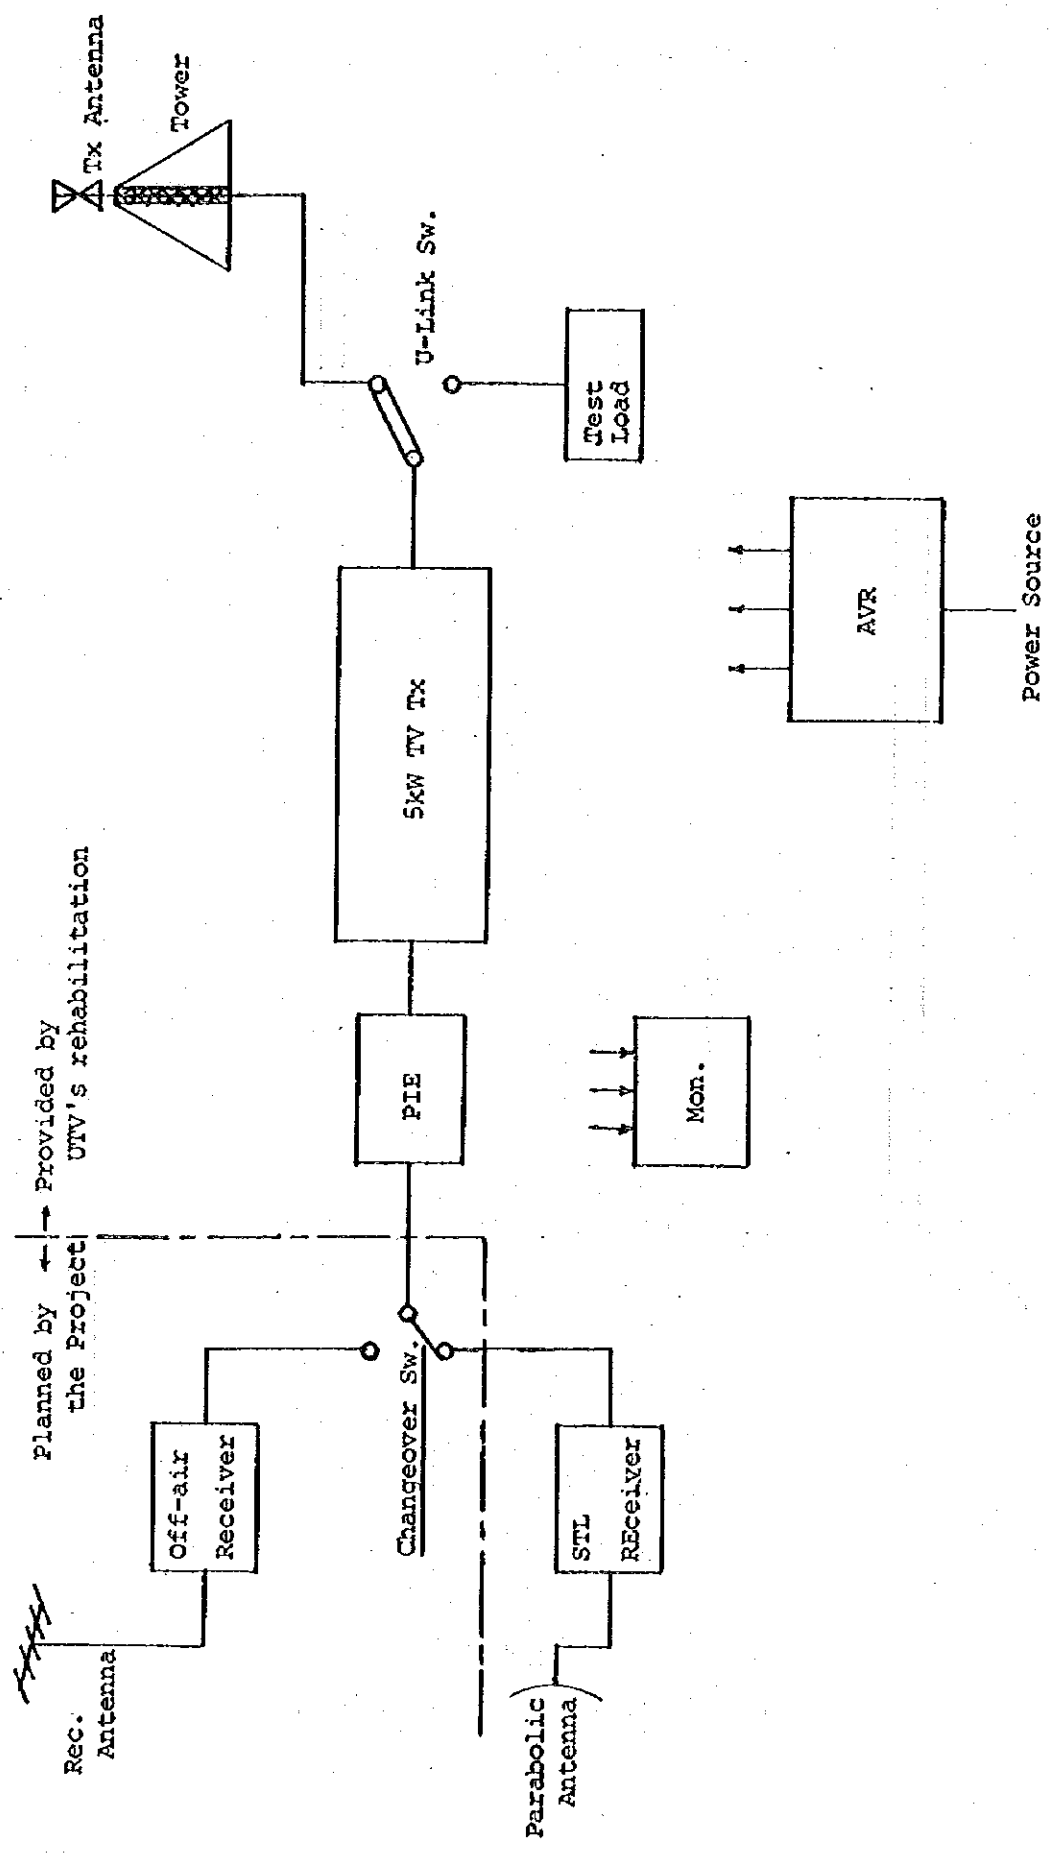 Rec.
Antenna
Off-air
Receiver
Planned by ← → Provided by
the Project UTV's rehabilitation
Changeover Sw.
Parabolic
Antenna
STL
REceiver
PIE
Mon.
5kW TV Tx
AVR
Power Source
U-Link Sw.
Test
Load
Tx Antenna
Tower